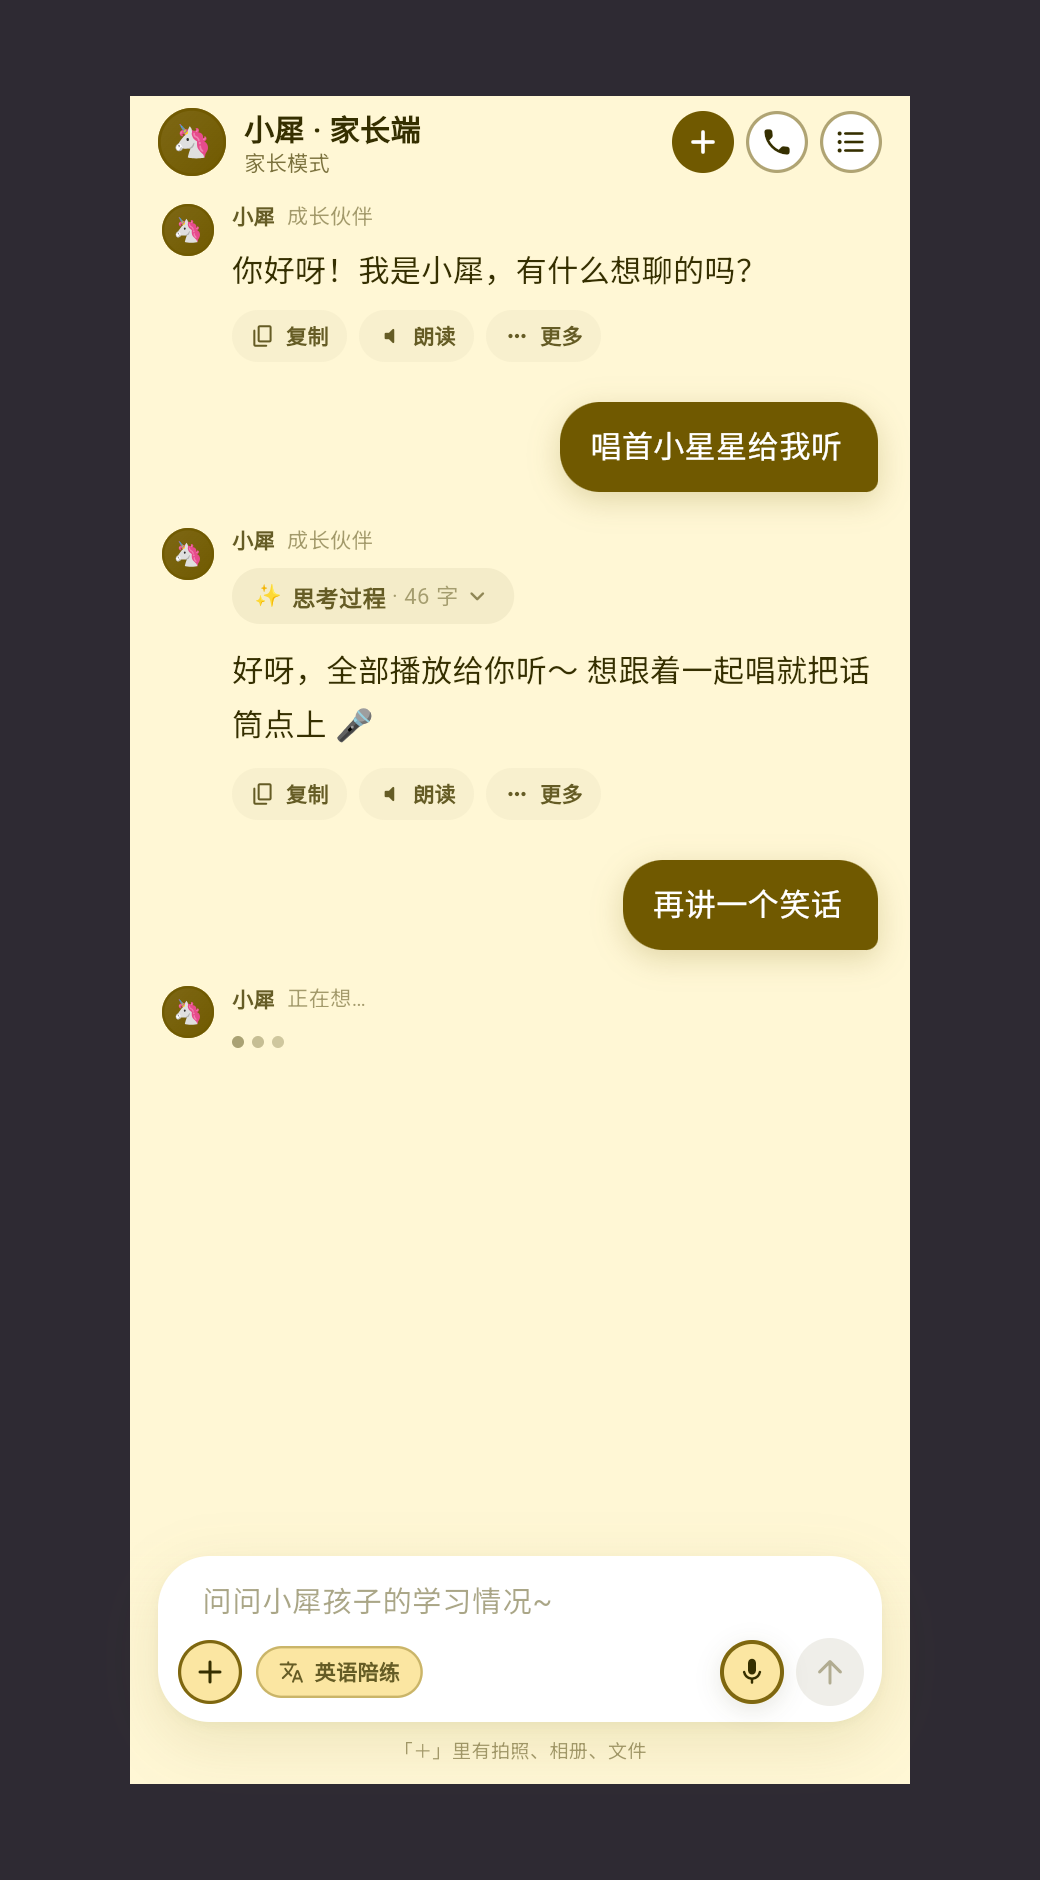 小犀 · 家长端
家长模式
小犀 成长伙伴
你好呀！我是小犀，有什么想聊的吗？
复制 朗读 更多
唱首小星星给我听
小犀 成长伙伴
思考过程 · 46 字
好呀，全部播放给你听～ 想跟着一起唱就把话
筒点上
复制 朗读 更多
再讲一个笑话
小犀 正在想...
问问小犀孩子的学习情况~
英语陪练
「＋」里有拍照、相册、文件